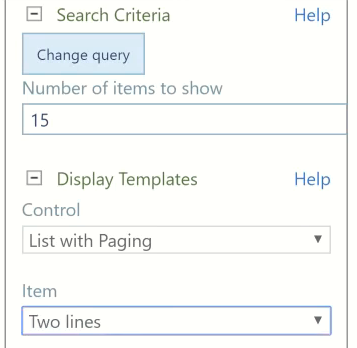 Search Criteria Help
Change query
Number of items to show
15
Display Templates Help
Control
List with Paging
Item
Two lines